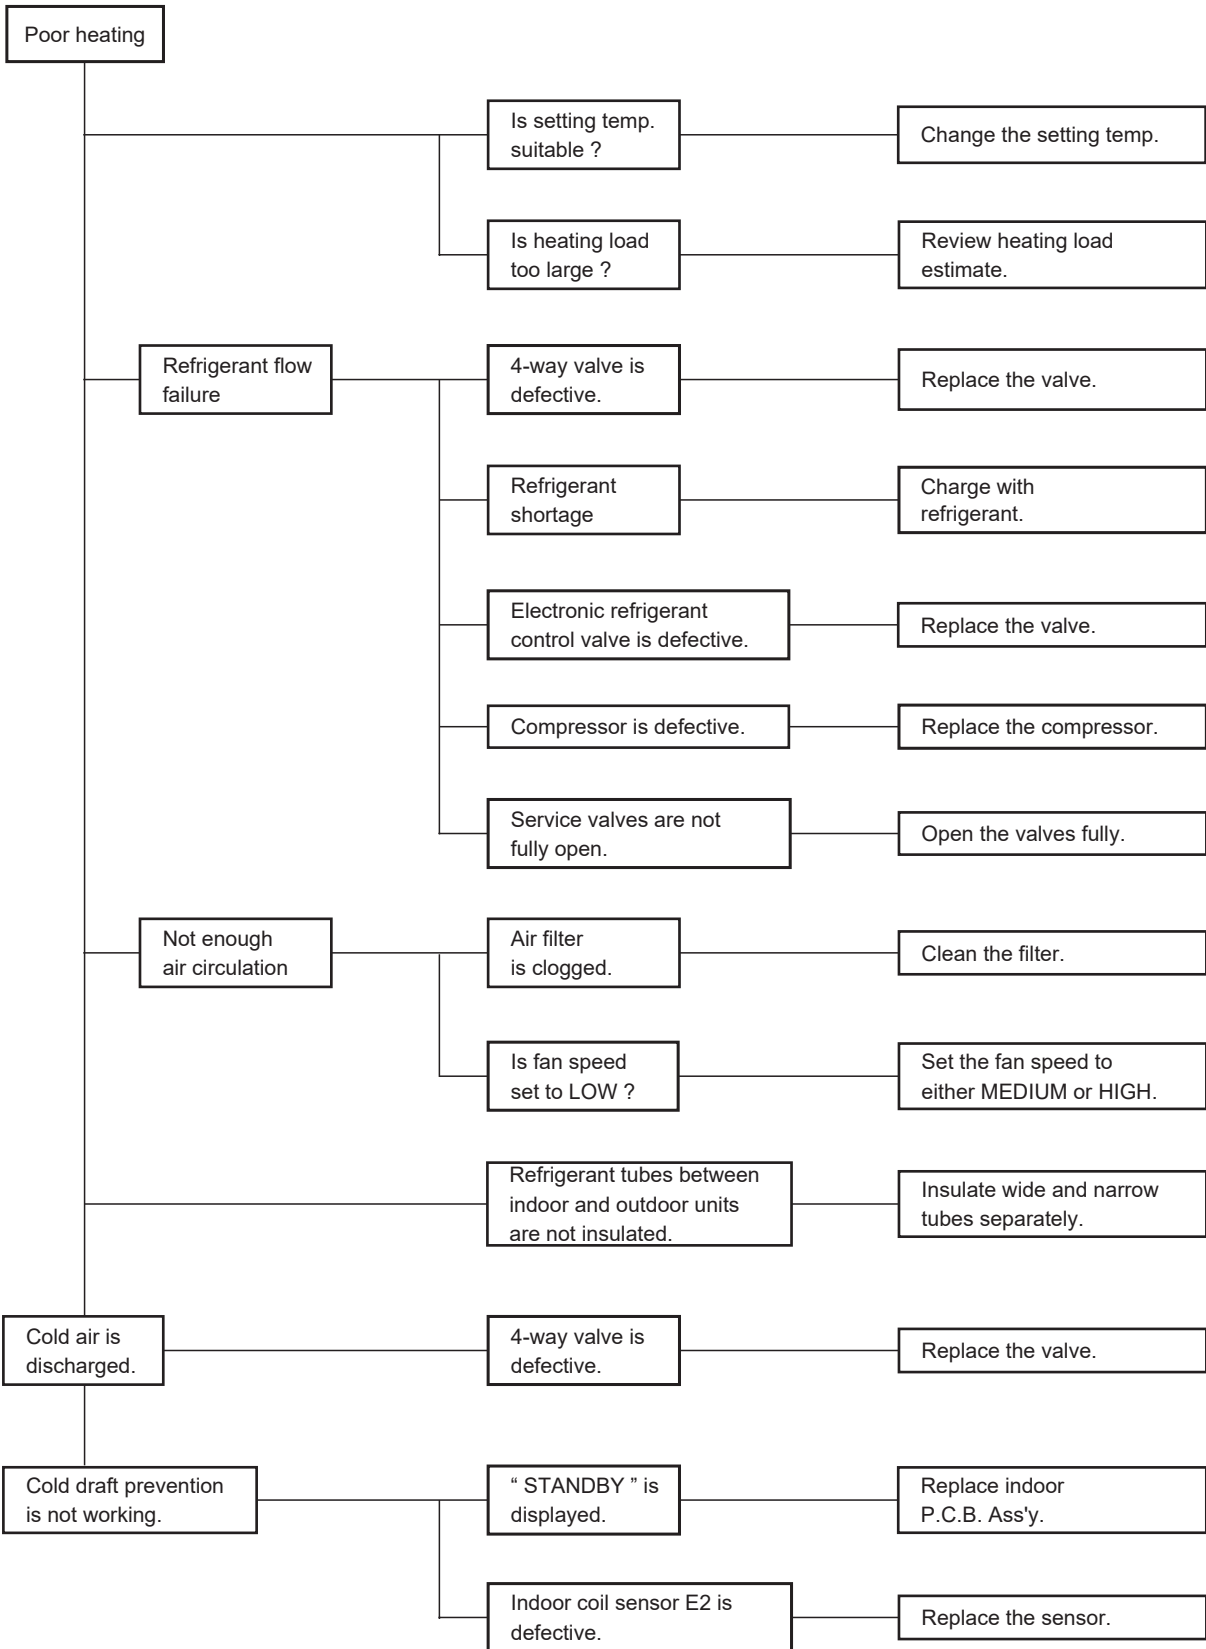 Poor heating
Is setting temp.
suitable ?
Change the setting temp.
Is heating load
too large ?
Review heating load
estimate.
Refrigerant flow
failure
4-way valve is
defective.
Replace the valve.
Refrigerant
shortage
Charge with
refrigerant.
Electronic refrigerant
control valve is defective.
Replace the valve.
Compressor is defective.
Replace the compressor.
Service valves are not
fully open.
Open the valves fully.
Not enough
air circulation
Air filter
is clogged.
Clean the filter.
Is fan speed
set to LOW ?
Set the fan speed to
either MEDIUM or HIGH.
Refrigerant tubes between
indoor and outdoor units
are not insulated.
Insulate wide and narrow
tubes separately.
Cold air is
discharged.
4-way valve is
defective.
Replace the valve.
Cold draft prevention
is not working.
“ STANDBY ” is
displayed.
Replace indoor
P.C.B. Ass'y.
Indoor coil sensor E2 is
defective.
Replace the sensor.